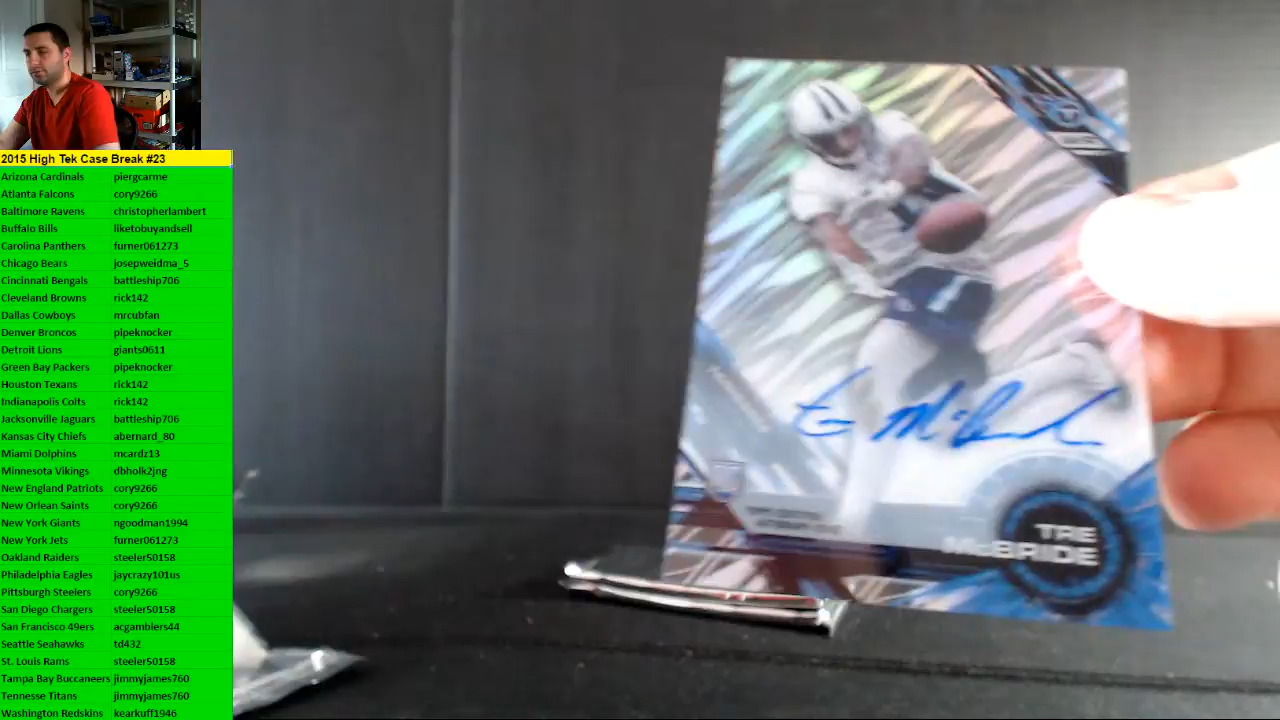 2015 High Tek Case Break #23
Arizona Cardinals piergcarme
Atlanta Falcons cory9266
Baltimore Ravens christopherlambert
Buffalo Bills liketobuyandsell
Carolina Panthers furner061273
Chicago Bears josepweidma_5
Cincinnati Bengals battleship706
Cleveland Browns rick142
Dallas Cowboys mrcubfan
Denver Broncos pipeknocker
Detroit Lions giants0611
Green Bay Packers pipeknocker
Houston Texans rick142
Indianapolis Colts rick142
Jacksonville Jaguars battleship706
Kansas City Chiefs abernard_80
Miami Dolphins mcardz13
Minnesota Vikings dbholk2jng
New England Patriots cory9266
New Orlean Saints cory9266
New York Giants ngoodman1994
New York Jets furner061273
Oakland Raiders steeler50158
Philadelphia Eagles jaycrazy101us
Pittsburgh Steelers cory9266
San Diego Chargers steeler50158
San Francisco 49ers acgamblers44
Seattle Seahawks td432
St. Louis Rams steeler50158
Tampa Bay Buccaneers jimmyjames760
Tennesse Titans jimmyjames760
Washington Redskins kearkuff1946
TRE
McBRIDE